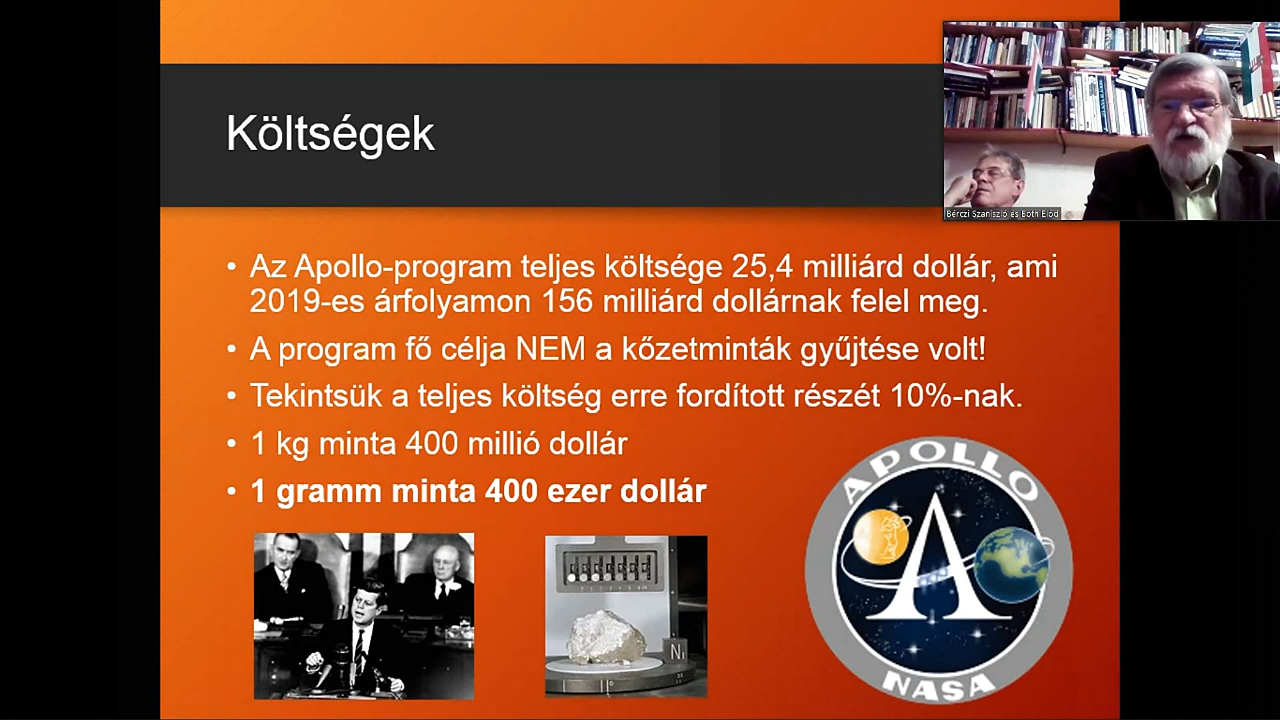 Költségek
Bérczi Szaniszló és Both Előd
• Az Apollo-program teljes költsége 25,4 milliárd dollár, ami
2019-es árfolyamon 156 milliárd dollárnak felel meg.
• A program fő célja NEM a kőzetminták gyűjtése volt!
• Tekintsük a teljes költség erre fordított részét 10%-nak.
• 1 kg minta 400 millió dollár
• 1 gramm minta 400 ezer dollár
APOLLO
NASA
N